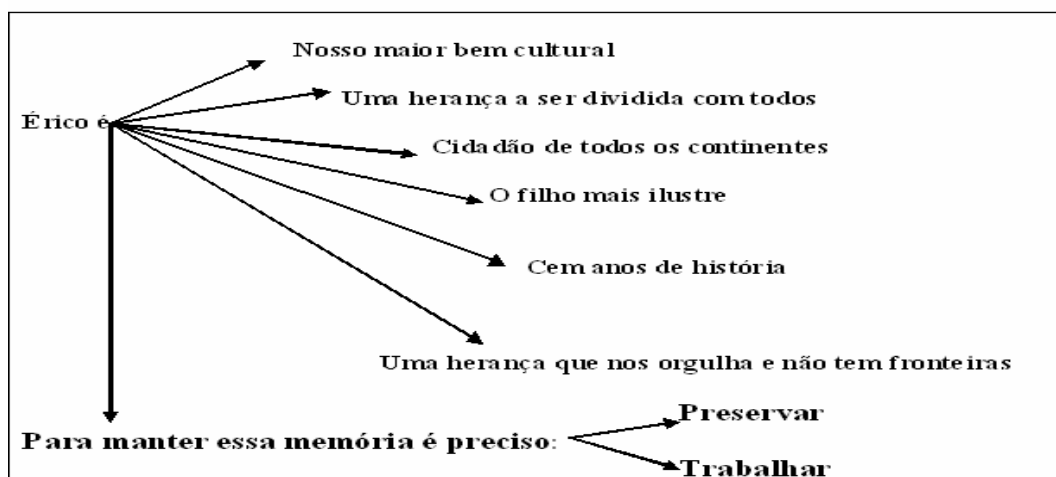 Nosso maior bem cultural
Uma herança a ser dividida com todos
Érico é
Cidadão de todos os continentes
O filho mais ilustre
Cem anos de história
Uma herança que nos orgulha e não tem fronteiras
Preservar
Para manter essa memória é preciso:
Trabalhar